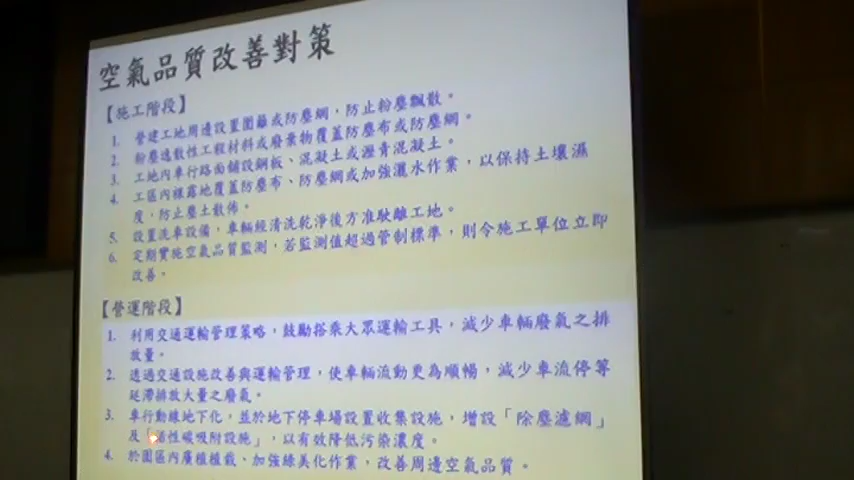 空氣品質改善對策
【施工階段】
1. 營建工地周邊設置圍籬或防塵網，防止粉塵飄散。
2. 粉塵逸散性工程材料或廢棄物覆蓋防塵布或防塵網。
3. 工地內車行路面舖設鋼板、混凝土或瀝青混凝土。
4. 工區內裸露地覆蓋防塵布、防塵網或加強灑水作業，以保持土壤濕
度，防止塵土散佈。
5. 設置洗車設備，車輛經清洗乾淨後方准駛離工地。
6. 定期實施空氣品質監測，若監測值超過管制標準，則令施工單位立即
改善。
【營運階段】
1. 利用交通運輸管理策略，鼓勵搭乘大眾運輸工具，減少車輛廢氣之排
放量。
2. 透過交通設施改善與運輸管理，使車輛流動更為順暢，減少車流停等
延滯排放大量之廢氣。
3. 車行動線地下化，並於地下停車場設置收集設施，增設「除塵濾網」
及「活性碳吸附設施」，以有效降低污染濃度。
4. 於園區內廣植植栽、加強綠美化作業，改善周邊空氣品質。